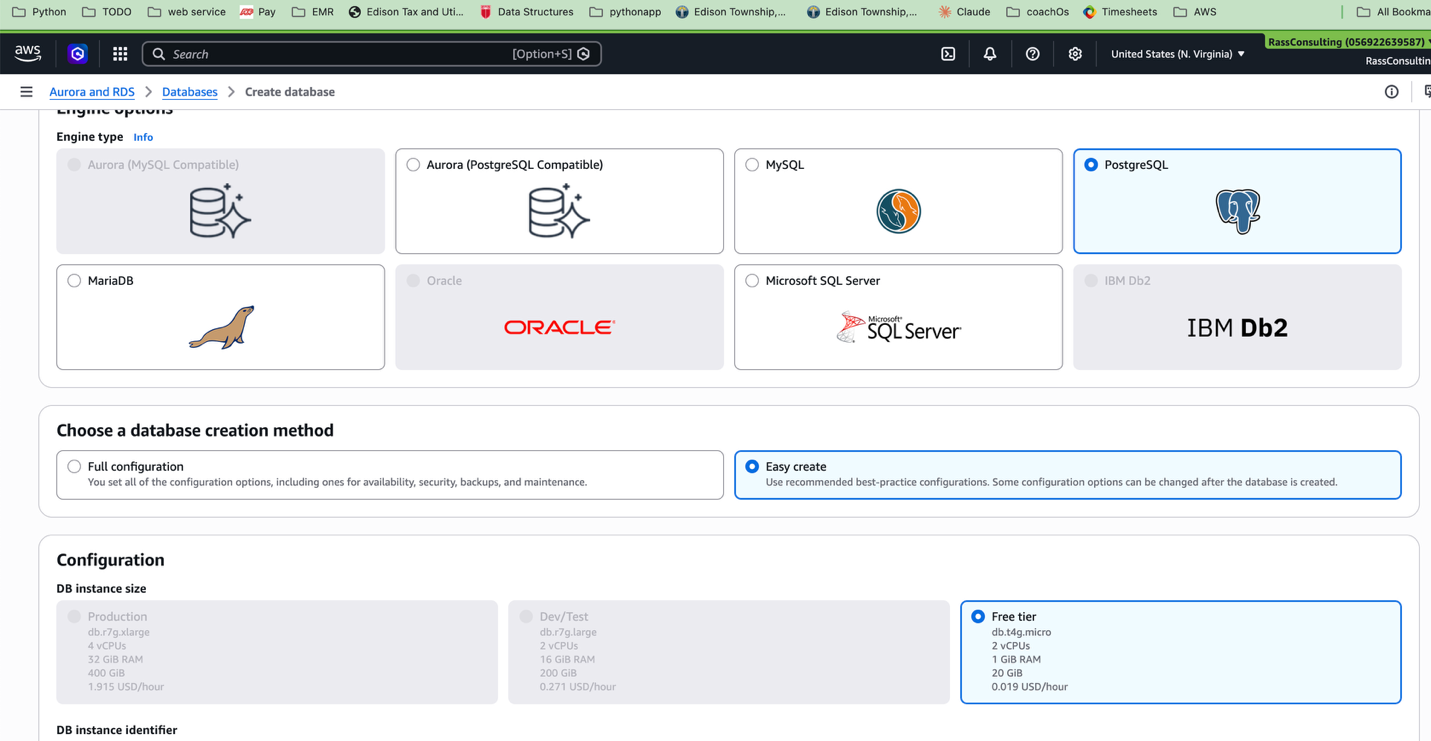 Python TODO web service Pay EMR Edison Tax and Uti... Data Structures pythonapp Edison Township,... Edison Township,... Claude coachOs Timesheets AWS All Bookma
aws Search [Option+S] United States (N. Virginia) RassConsulting (056922639587)
RassConsultin
Aurora and RDS Databases Create database
Engine options
Engine type Info
Aurora (MySQL Compatible)
Aurora (PostgreSQL Compatible)
MySQL
PostgreSQL
MariaDB
Oracle
ORACLE
Microsoft SQL Server
Microsoft
SQL Server
IBM Db2
IBM Db2
Choose a database creation method
Full configuration
You set all of the configuration options, including ones for availability, security, backups, and maintenance.
Easy create
Use recommended best-practice configurations. Some configuration options can be changed after the database is created.
Configuration
DB instance size
Production
db.r7g.xlarge
4 vCPUs
32 GiB RAM
400 GiB
1.915 USD/hour
Dev/Test
db.r7g.large
2 vCPUs
16 GiB RAM
200 GiB
0.271 USD/hour
Free tier
db.t4g.micro
2 vCPUs
1 GiB RAM
20 GiB
0.019 USD/hour
DB instance identifier